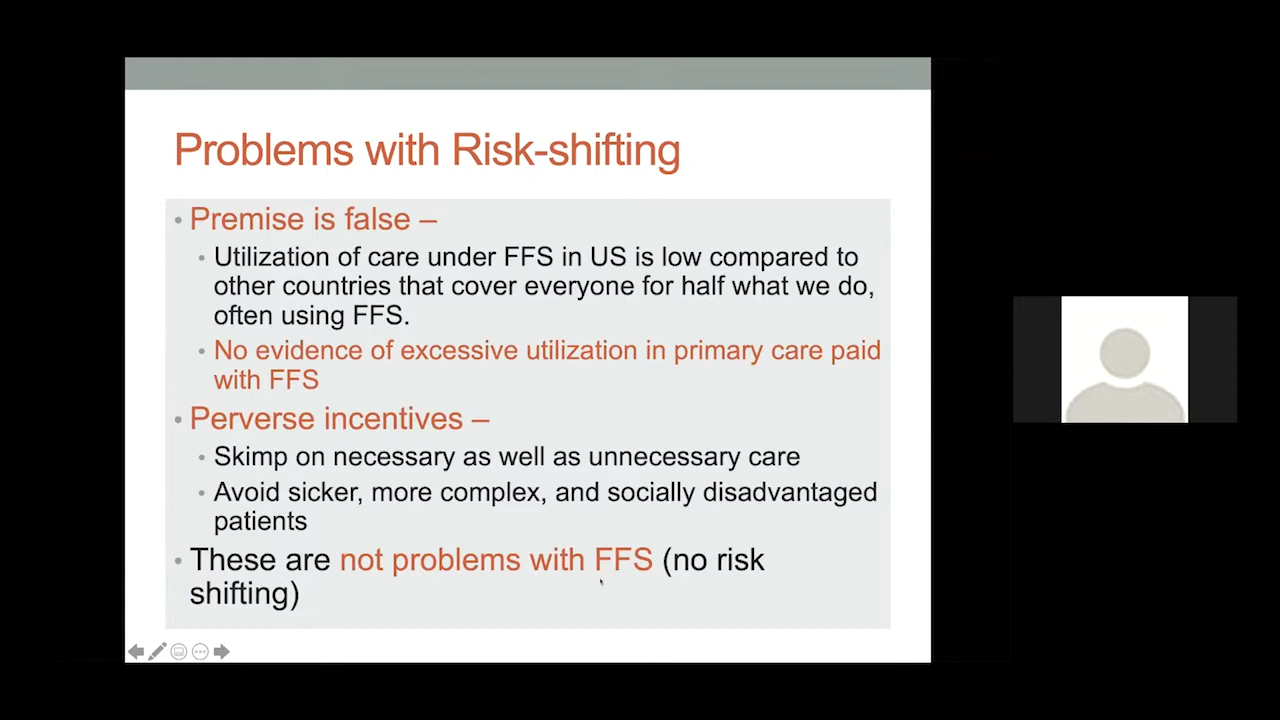 Problems with Risk-shifting
• Premise is false –
• Utilization of care under FFS in US is low compared to
other countries that cover everyone for half what we do,
often using FFS.
• No evidence of excessive utilization in primary care paid
with FFS
• Perverse incentives –
• Skimp on necessary as well as unnecessary care
• Avoid sicker, more complex, and socially disadvantaged
patients
• These are not problems with FFS (no risk
shifting)